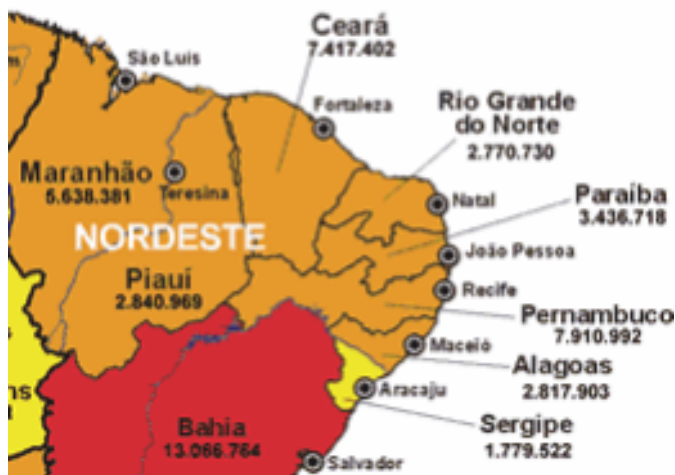 Ceará
7.417.402
São Luis
Fortaleza
Rio Grande
do Norte
2.770.730
Maranhão
5.638.381
Teresina
Natal
Paraíba
3.436.718
NORDESTE
João Pessoa
Piauí
2.840.969
Recife
Pernambuco
7.910.992
Maceió
Alagoas
2.817.903
Aracaju
Bahia
13.066.764
Sergipe
1.779.522
Salvador